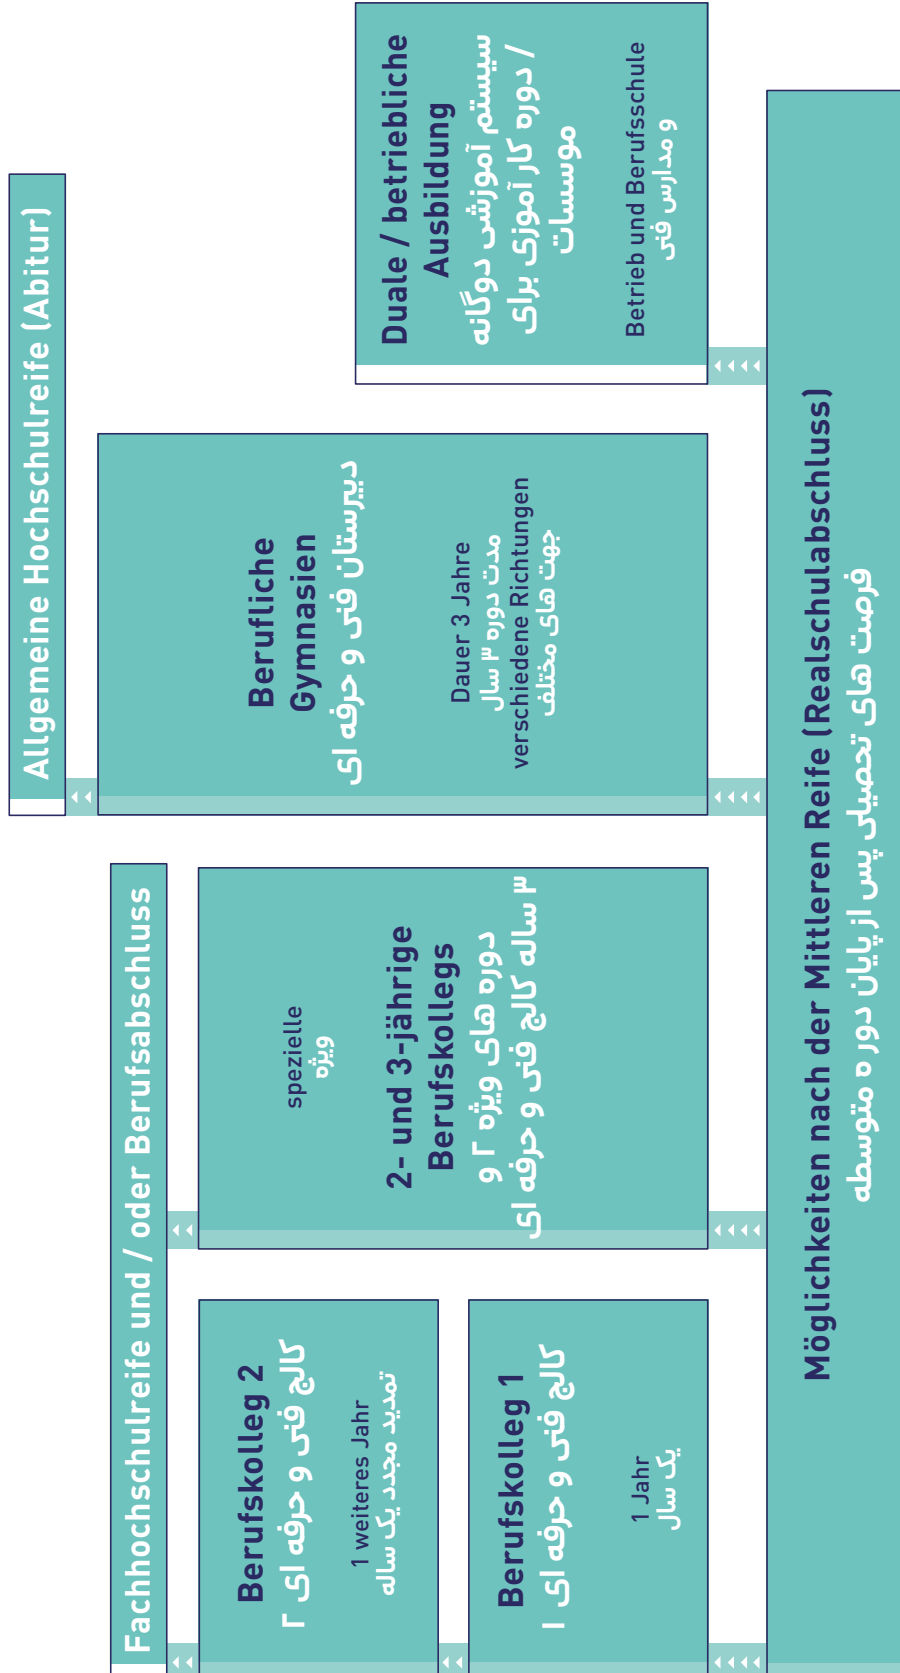 Allgemeine Hochschulreife (Abitur)
Fachhochschulreife und / oder Berufsabschluss
Berufskolleg 2
کالج فنی و حرفه ای ۲
1 weiteres Jahr
تمدید مجدد یک ساله
Berufskolleg 1
کالج فنی و حرفه ای ۱
1 Jahr
یک سال
spezielle
ویژه
2- und 3-jährige
Berufskollegs
دوره های ویژه ۲ و
۳ ساله کالج فنی و حرفه ای
Berufliche
Gymnasien
دبیرستان فنی و حرفه ای
Dauer 3 Jahre
مدت دوره ۳ سال
verschiedene Richtungen
جهت های مختلف
Duale / betriebliche
Ausbildung
سیستم آموزشی دوگانه
/ دوره کار آموزی برای
موسسات
Betrieb und Berufsschule
و مدارس فنی
Möglichkeiten nach der Mittleren Reife (Realschulabschluss)
فرصت های تحصیلی پس از پایان دوره متوسطه